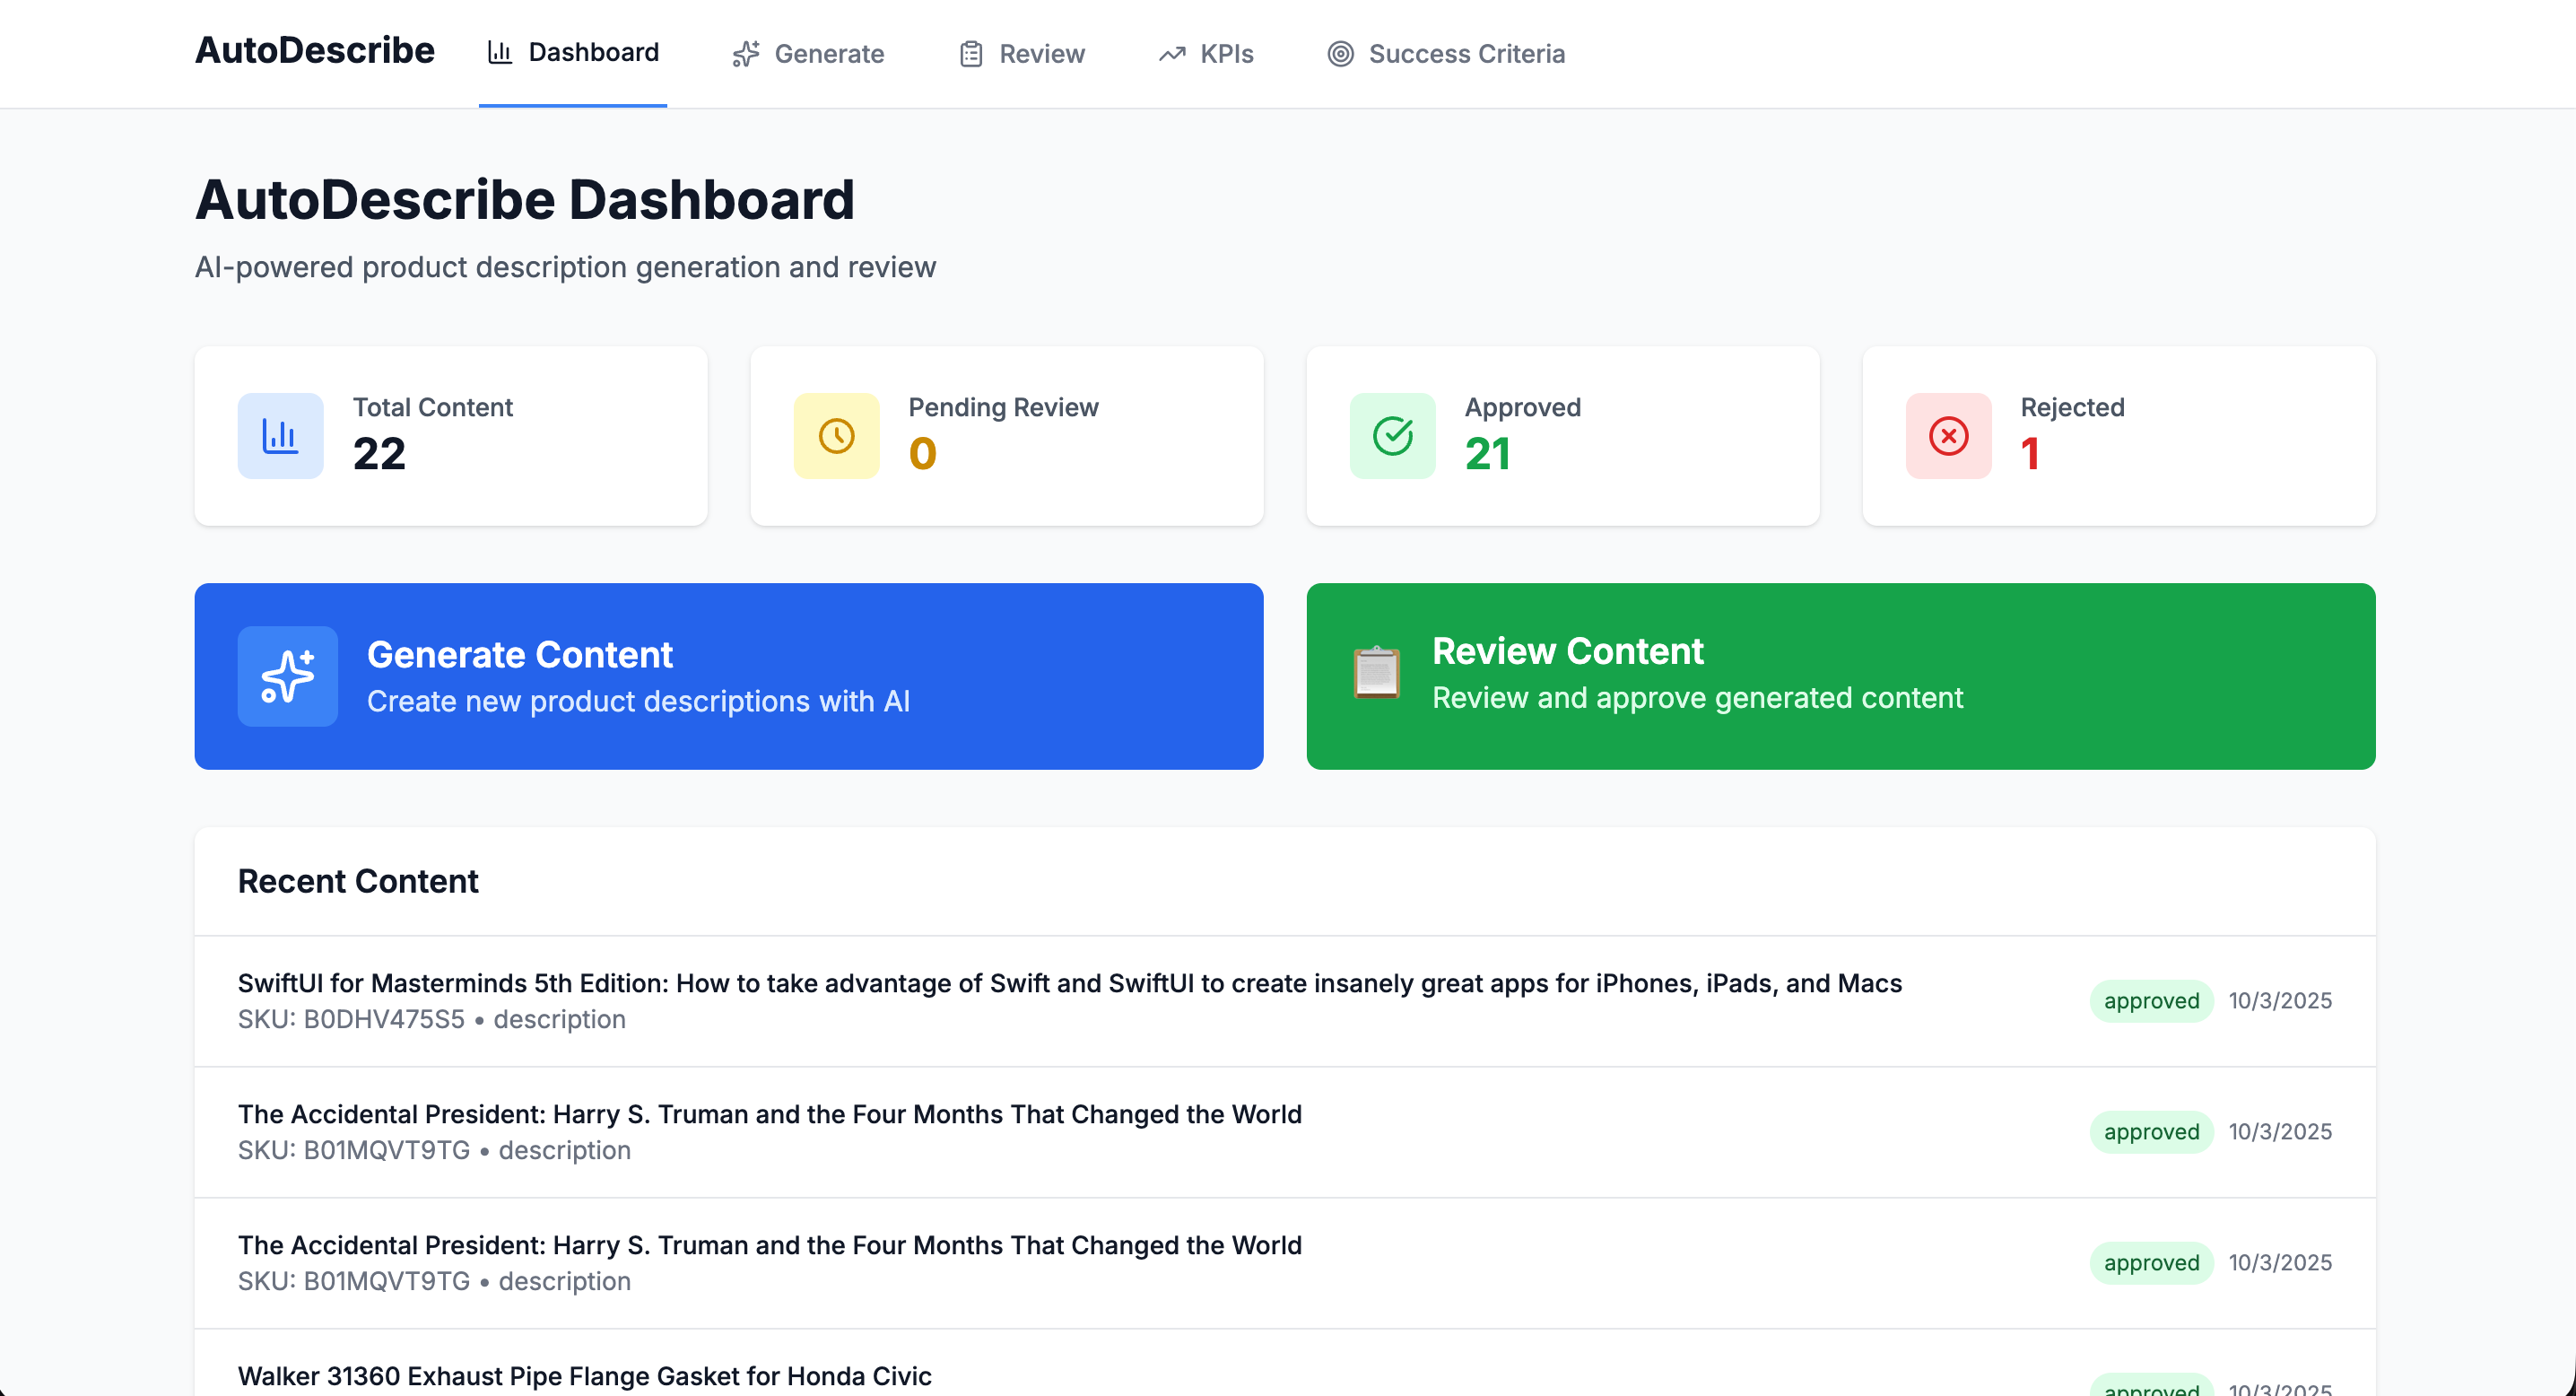 AutoDescribe
Dashboard
Generate
Review
KPIs
Success Criteria
AutoDescribe Dashboard
AI-powered product description generation and review
Total Content
22
Pending Review
0
Approved
21
Rejected
1
Generate Content
Create new product descriptions with AI
Review Content
Review and approve generated content
Recent Content
SwiftUI for Masterminds 5th Edition: How to take advantage of Swift and SwiftUI to create insanely great apps for iPhones, iPads, and Macs
SKU: B0DHV475S5 • description
approved 10/3/2025
The Accidental President: Harry S. Truman and the Four Months That Changed the World
SKU: B01MQVT9TG • description
approved 10/3/2025
The Accidental President: Harry S. Truman and the Four Months That Changed the World
SKU: B01MQVT9TG • description
approved 10/3/2025
Walker 31360 Exhaust Pipe Flange Gasket for Honda Civic
approved 10/3/2025